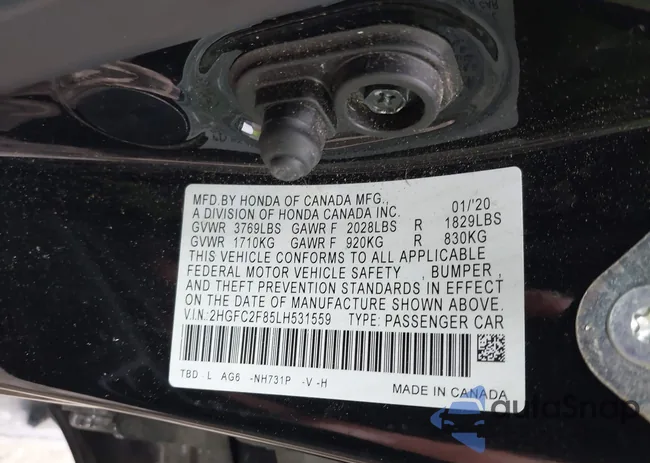 MFD.BY HONDA OF CANADA MFG., 01/'20
A DIVISION OF HONDA CANADA INC.
GVWR 3769LBS GAWR F 2028LBS R 1829LBS
GVWR 1710KG GAWR F 920KG R 830KG
THIS VEHICLE CONFORMS TO ALL APPLICABLE
FEDERAL MOTOR VEHICLE SAFETY , BUMPER ,
AND THEFT PREVENTION STANDARDS IN EFFECT
ON THE DATE OF MANUFACTURE SHOWN ABOVE.
V.I.N.:2HGFC2F85LH531559 TYPE: PASSENGER CAR
TBD - L AG6 -NH731P -V -H
MADE IN CANADA
autoSnap